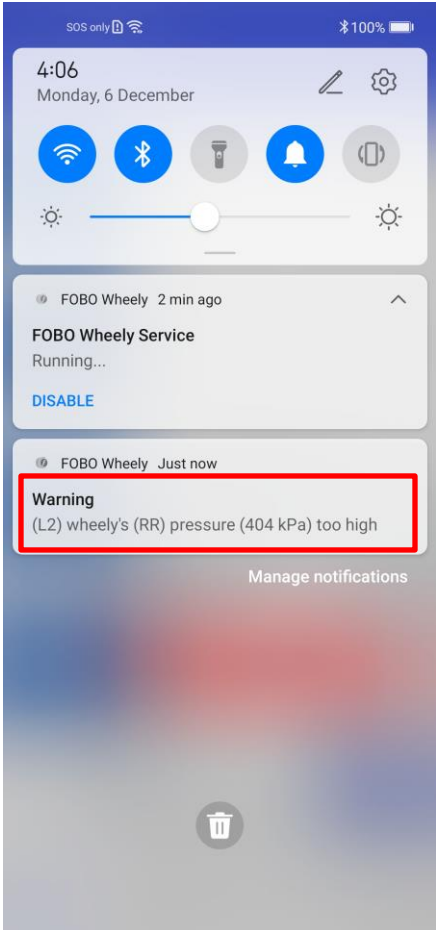 SOS only
100%
4:06
Monday, 6 December
FOBO Wheely 2 min ago
FOBO Wheely Service
Running...
DISABLE
FOBO Wheely Just now
Warning
(L2) wheely's (RR) pressure (404 kPa) too high
Manage notifications